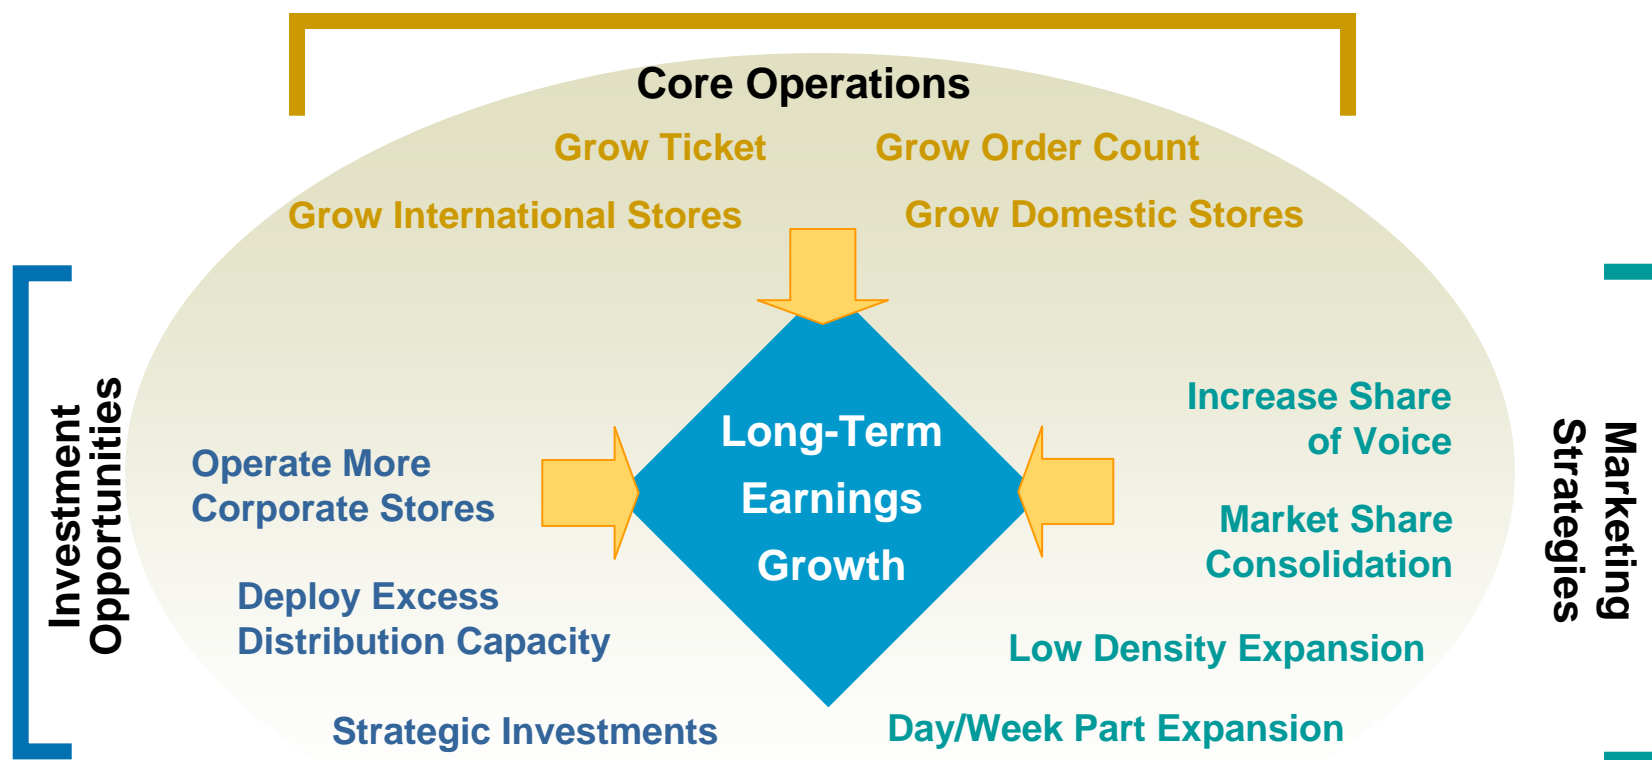 Core Operations
Grow Ticket
Grow Order Count
Grow International Stores
Grow Domestic Stores
Investment
Opportunities
Operate More
Corporate Stores
Deploy Excess
Distribution Capacity
Strategic Investments
Long-Term
Earnings
Growth
Increase Share
of Voice
Market Share
Consolidation
Low Density Expansion
Day/Week Part Expansion
Marketing
Strategies